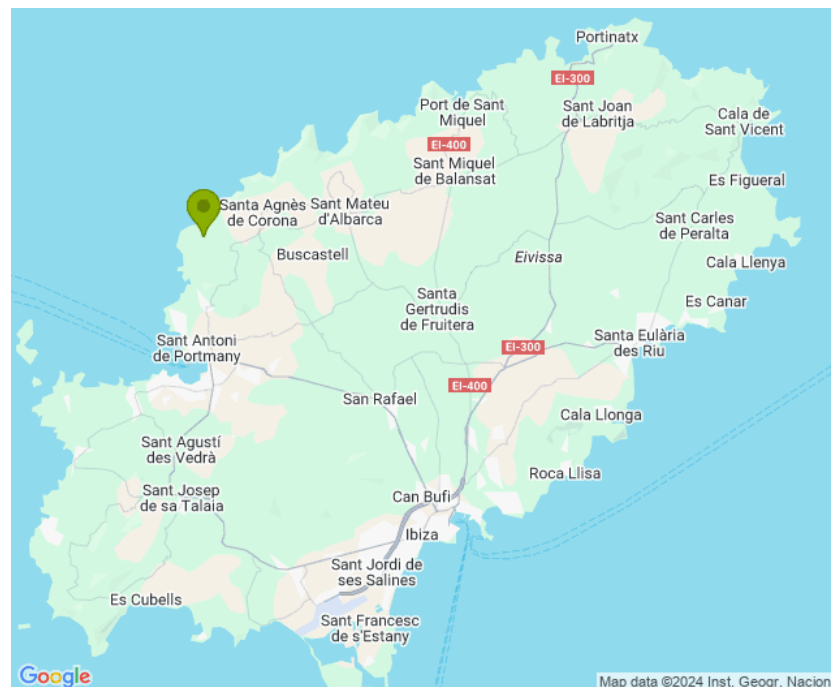 Portinatx
EI-300
Port de Sant
Miquel
Sant Joan
de Labritja
Cala de
Sant Vicent
EI-400
Sant Miquel
de Balansat
Es Figueral
Santa Agnès
de Corona
Sant Mateu
d'Albarca
Sant Carles
de Peralta
Buscastell
Eivissa
Cala Llenya
Santa
Gertrudis
de Fruitera
Es Canar
Sant Antoni
de Portmany
Santa Eulària
des Riu
EI-300
EI-400
San Rafael
Cala Llonga
Sant Agustí
des Vedrà
Roca Llisa
Sant Josep
de sa Talaia
Can Bufi
Ibiza
Sant Jordi de
ses Salines
Es Cubells
Sant Francesc
de s'Estany
Google
Map data ©2024 Inst. Geogr. Nacion